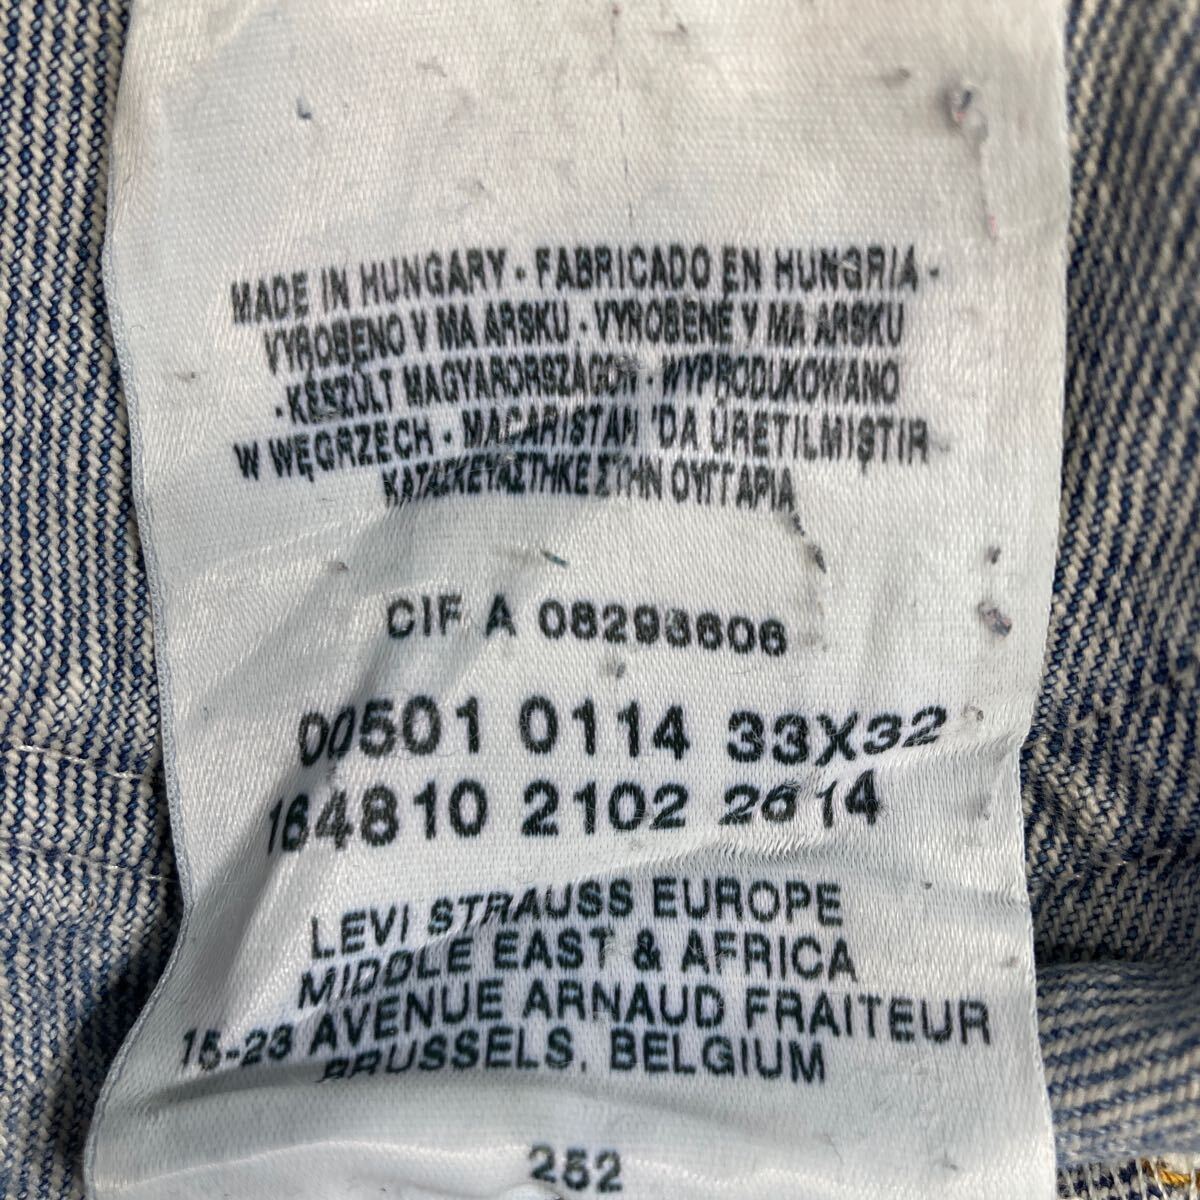 MADE IN HUNGARY - FABRICADO EN HUNGRIA -
VYROBENO V MA ARSKU - VYROBENE V MA ARSKU
- KÉSZÜLT MAGYARORSZÁGON - WYPRODUKOWANO
W WĘGRZECH - MACARISTAN 'DA ÜRETILMIŞTIR
ΚΑΤΑΣΚΕΥΑΣΤΗΚΕ ΣΤΗΝ ΟΥΓΓΑΡΙΑ
CIF A 08296606
00501 0114 33X32
164810 2102 2614
LEVI STRAUSS EUROPE
MIDDLE EAST & AFRICA
15-23 AVENUE ARNAUD FRAITEUR
BRUSSELS, BELGIUM
252